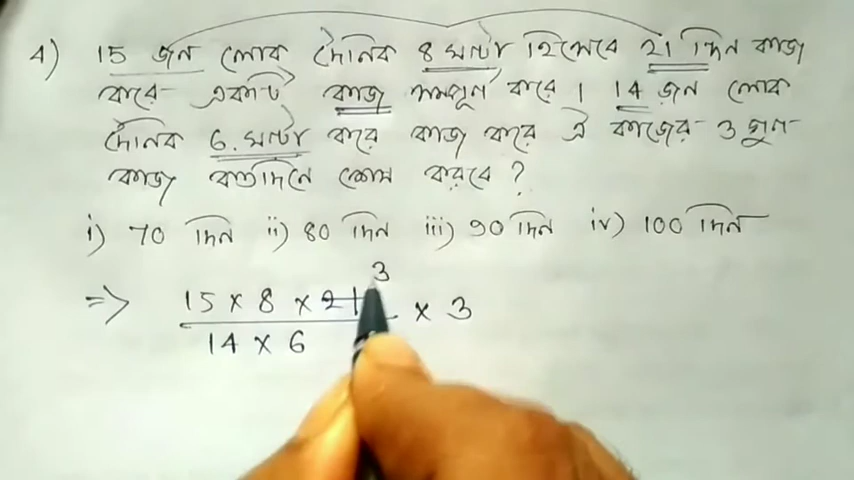 4) 15 জন লোক দৈনিক 8 ঘন্টা হিসেবে 21 দিন কাজ
করে একটি কাজ সম্পূর্ণ করে । 14 জন লোক
দৈনিক 6 ঘন্টা করে কাজ করে ঐ কাজের 3 গুন
কাজ কতদিনে শেষ করবে ?
i) 70 দিন ii) 80 দিন iii) 90 দিন iv) 100 দিন
3
=> 15 x 8 x 21 x 3
14 x 6